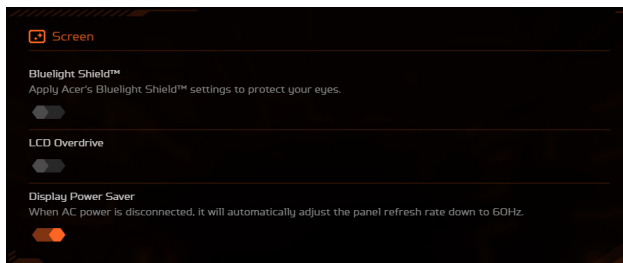 Screen
Bluelight Shield™
Apply Acer's Bluelight Shield™ settings to protect your eyes.
LCD Overdrive
Display Power Saver
When AC power is disconnected, it will automatically adjust the panel refresh rate down to 60Hz.